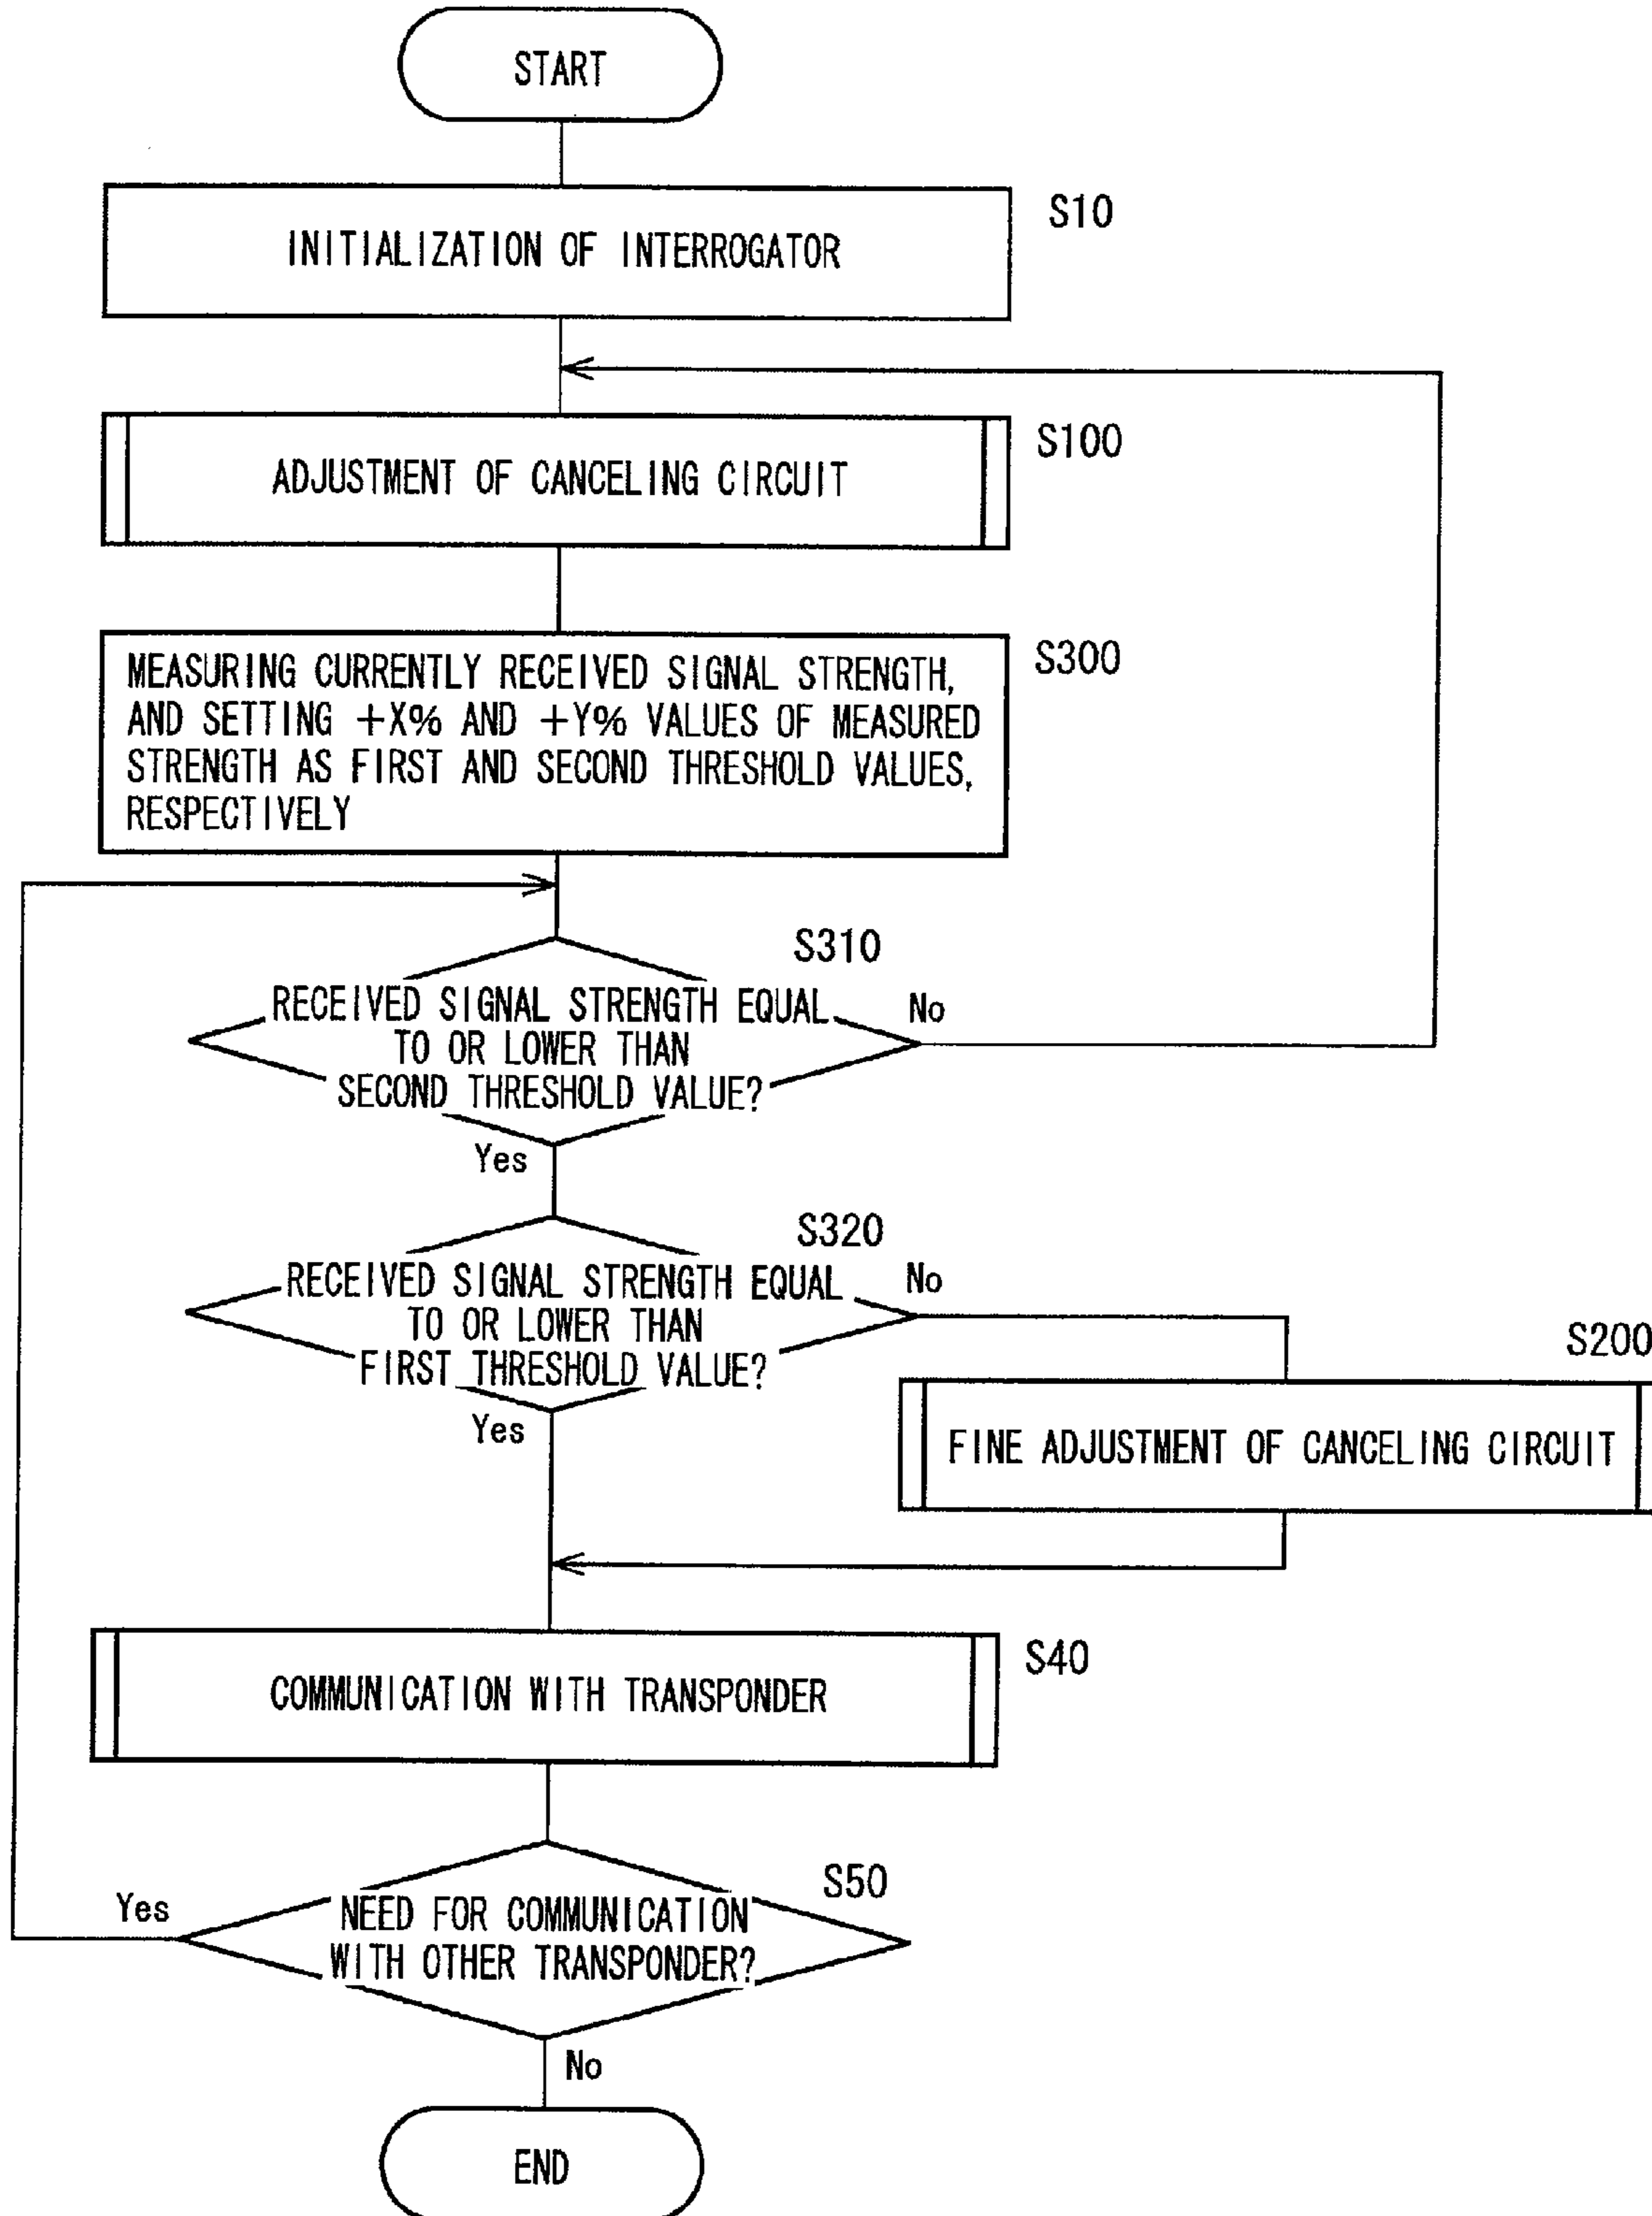 START
S10
INITIALIZATION OF INTERROGATOR
S100
ADJUSTMENT OF CANCELING CIRCUIT
S300
MEASURING CURRENTLY RECEIVED SIGNAL STRENGTH,
AND SETTING +X% AND +Y% VALUES OF MEASURED
STRENGTH AS FIRST AND SECOND THRESHOLD VALUES,
RESPECTIVELY
S310
RECEIVED SIGNAL STRENGTH EQUAL
TO OR LOWER THAN
SECOND THRESHOLD VALUE?
No
Yes
S320
RECEIVED SIGNAL STRENGTH EQUAL
TO OR LOWER THAN
FIRST THRESHOLD VALUE?
No
Yes
S200
FINE ADJUSTMENT OF CANCELING CIRCUIT
S40
COMMUNICATION WITH TRANSPONDER
S50
Yes
NEED FOR COMMUNICATION
WITH OTHER TRANSPONDER?
No
END